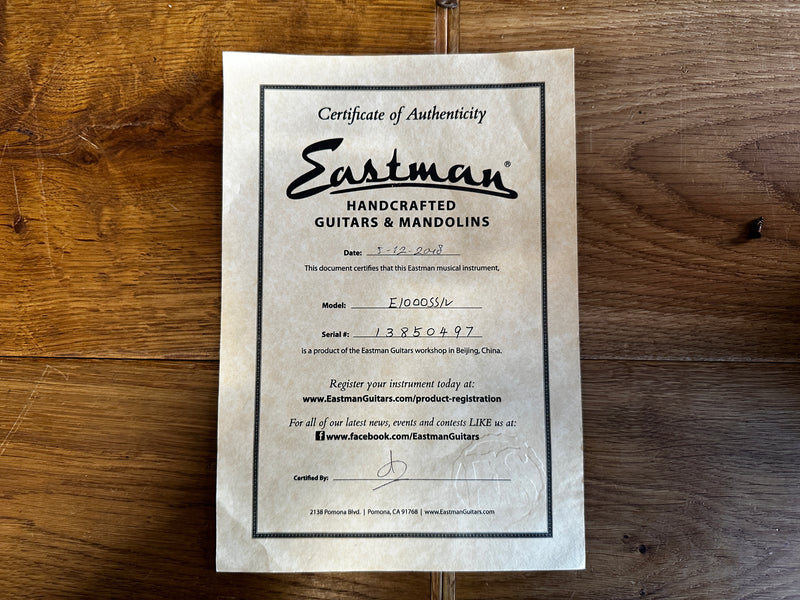 Certificate of Authenticity
Eastman®
HANDCRAFTED
GUITARS & MANDOLINS
Date: 5-12-2018
This document certifies that this Eastman musical instrument,
Model: E1000SS/v
Serial #: 13850497
is a product of the Eastman Guitars workshop in Beijing, China.
Register your instrument today at:
www.EastmanGuitars.com/product-registration
For all of our latest news, events and contests LIKE us at:
f www.facebook.com/EastmanGuitars
Certified By:
2138 Pomona Blvd. | Pomona, CA 91768 | www.EastmanGuitars.com